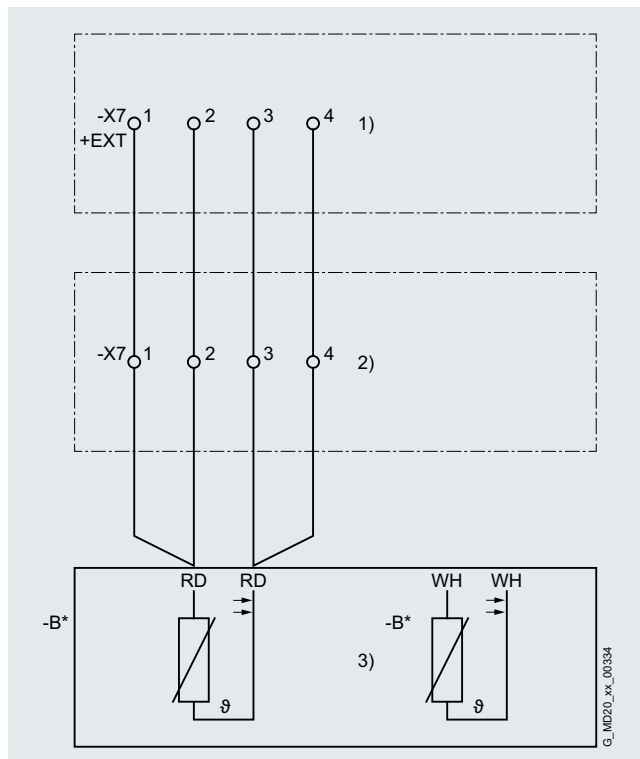 -X7 1 2 3 4 1)
+EXT
-X7 1 2 3 4 2)
RD RD WH WH
-B* -B*
3)
ϑ ϑ
G_MD20_xx_00334